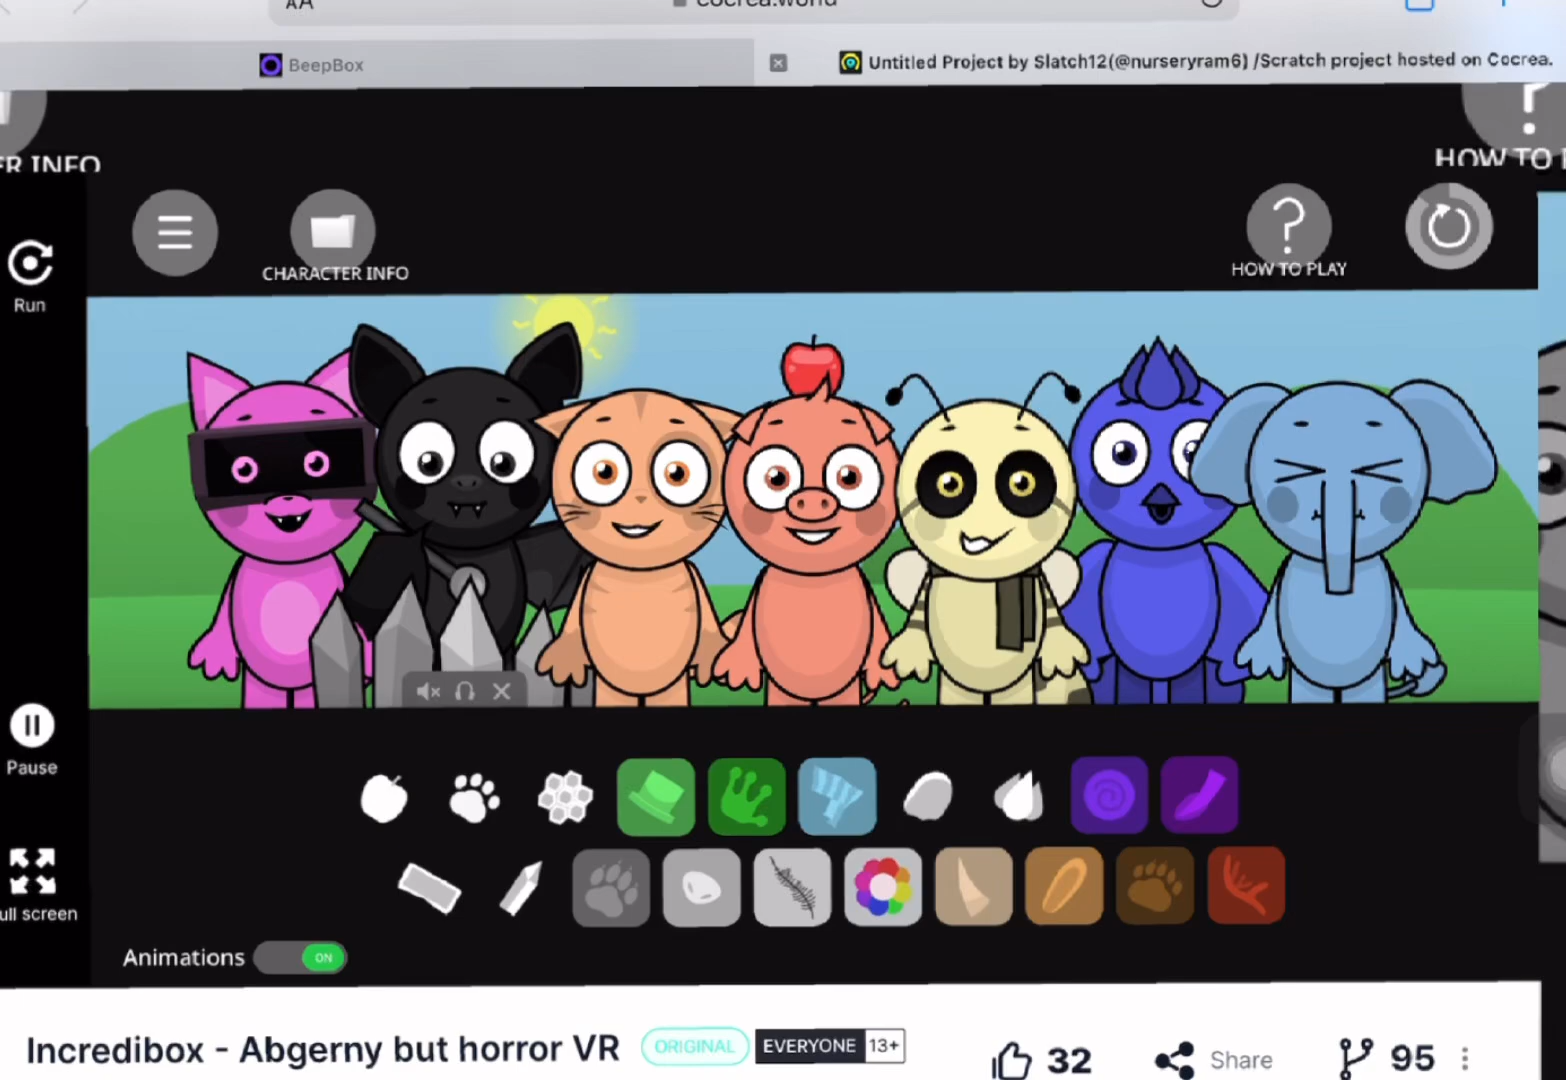 AA
cocrea.world
BeepBox
Untitled Project by Slatch12(@nurseryram6) /Scratch project hosted on Cocrea.
ER INFO
HOW TO
CHARACTER INFO
HOW TO PLAY
Run
Pause
ull screen
Animations
ON
Incredibox - Abgerny but horror VR
ORIGINAL
EVERYONE 13+
32
Share
95